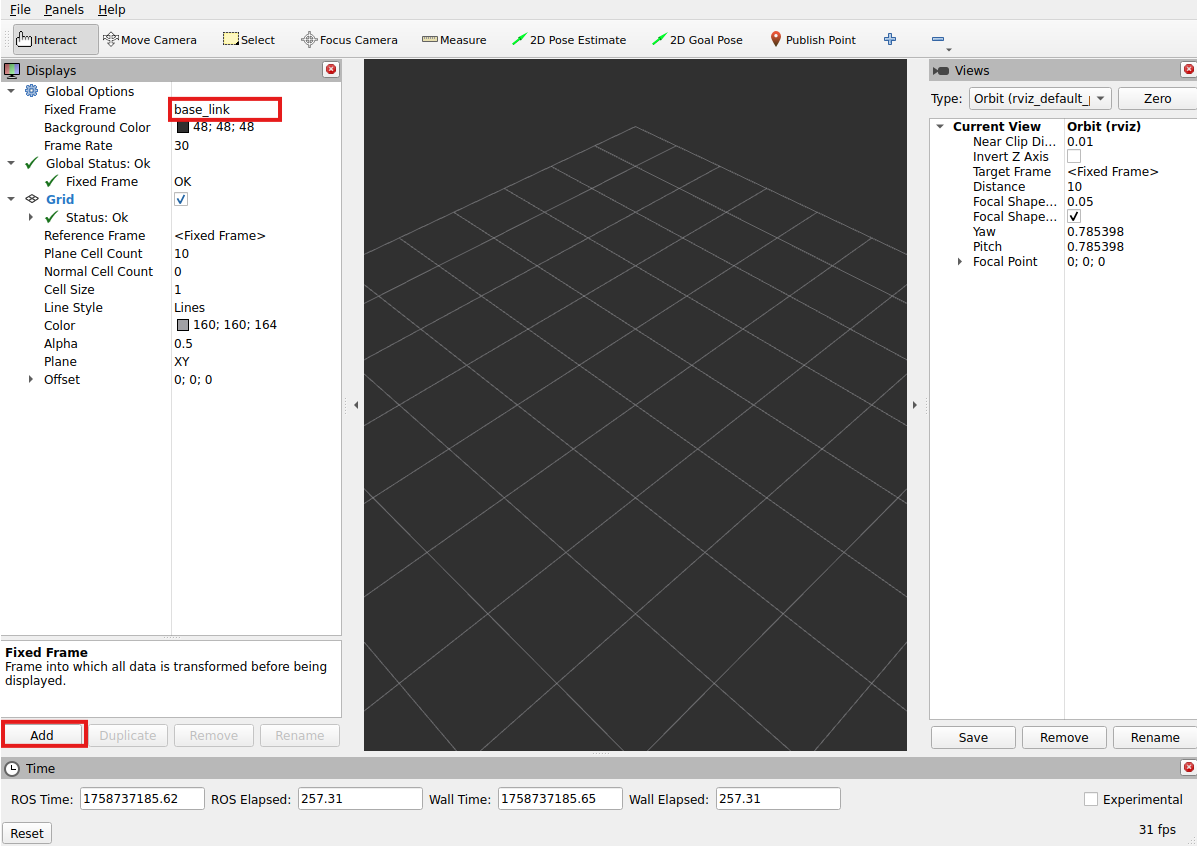 File Panels Help
Interact Move Camera Select Focus Camera Measure 2D Pose Estimate 2D Goal Pose Publish Point
Displays
Global Options
Fixed Frame base_link
Background Color 48; 48; 48
Frame Rate 30
Global Status: Ok
Fixed Frame OK
Grid
Status: Ok
Reference Frame <Fixed Frame>
Plane Cell Count 10
Normal Cell Count 0
Cell Size 1
Line Style Lines
Color 160; 160; 164
Alpha 0.5
Plane XY
Offset 0; 0; 0
Fixed Frame
Frame into which all data is transformed before being
displayed.
Add Duplicate Remove Rename
Views
Type: Orbit (rviz_default_ Zero
Current View Orbit (rviz)
Near Clip Di... 0.01
Invert Z Axis
Target Frame <Fixed Frame>
Distance 10
Focal Shape... 0.05
Focal Shape...
Yaw 0.785398
Pitch 0.785398
Focal Point 0; 0; 0
Save Remove Rename
Time
ROS Time: 1758737185.62 ROS Elapsed: 257.31 Wall Time: 1758737185.65 Wall Elapsed: 257.31 Experimental
Reset 31 fps